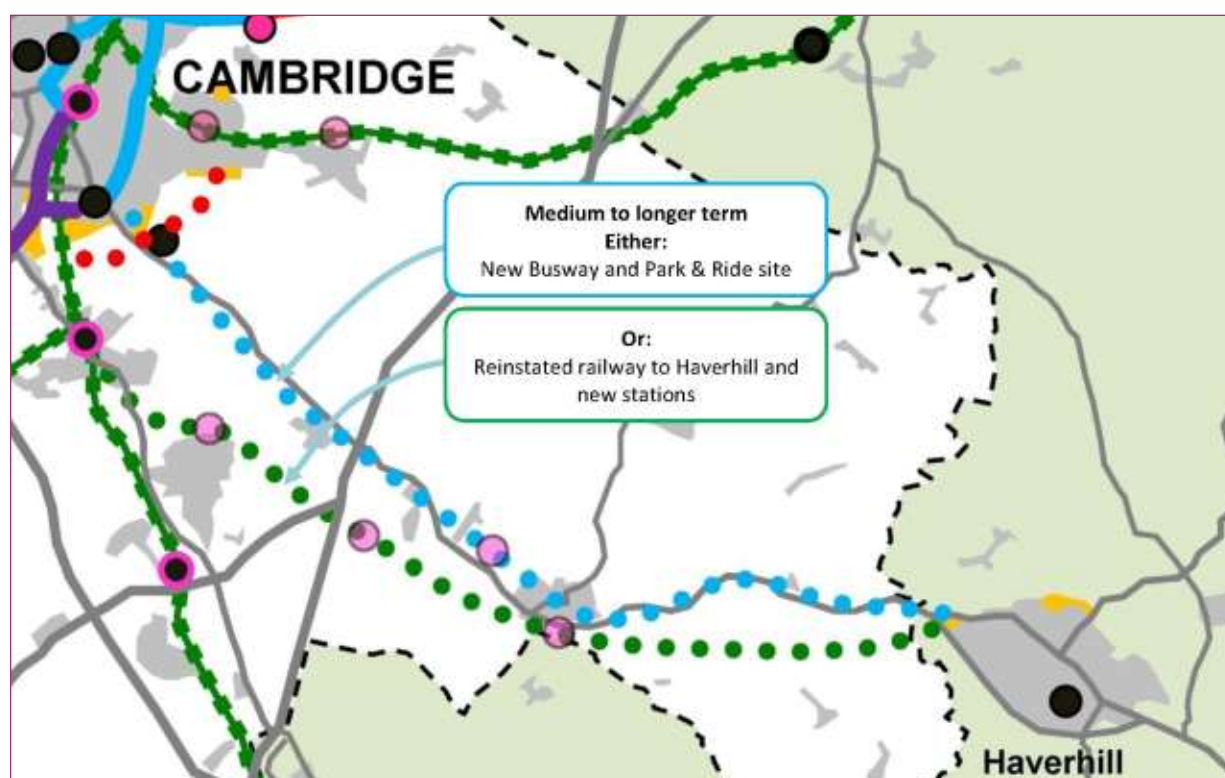 CAMBRIDGE
Medium to longer term
Either:
New Busway and Park & Ride site
Or:
Reinstated railway to Haverhill and
new stations
Haverhill